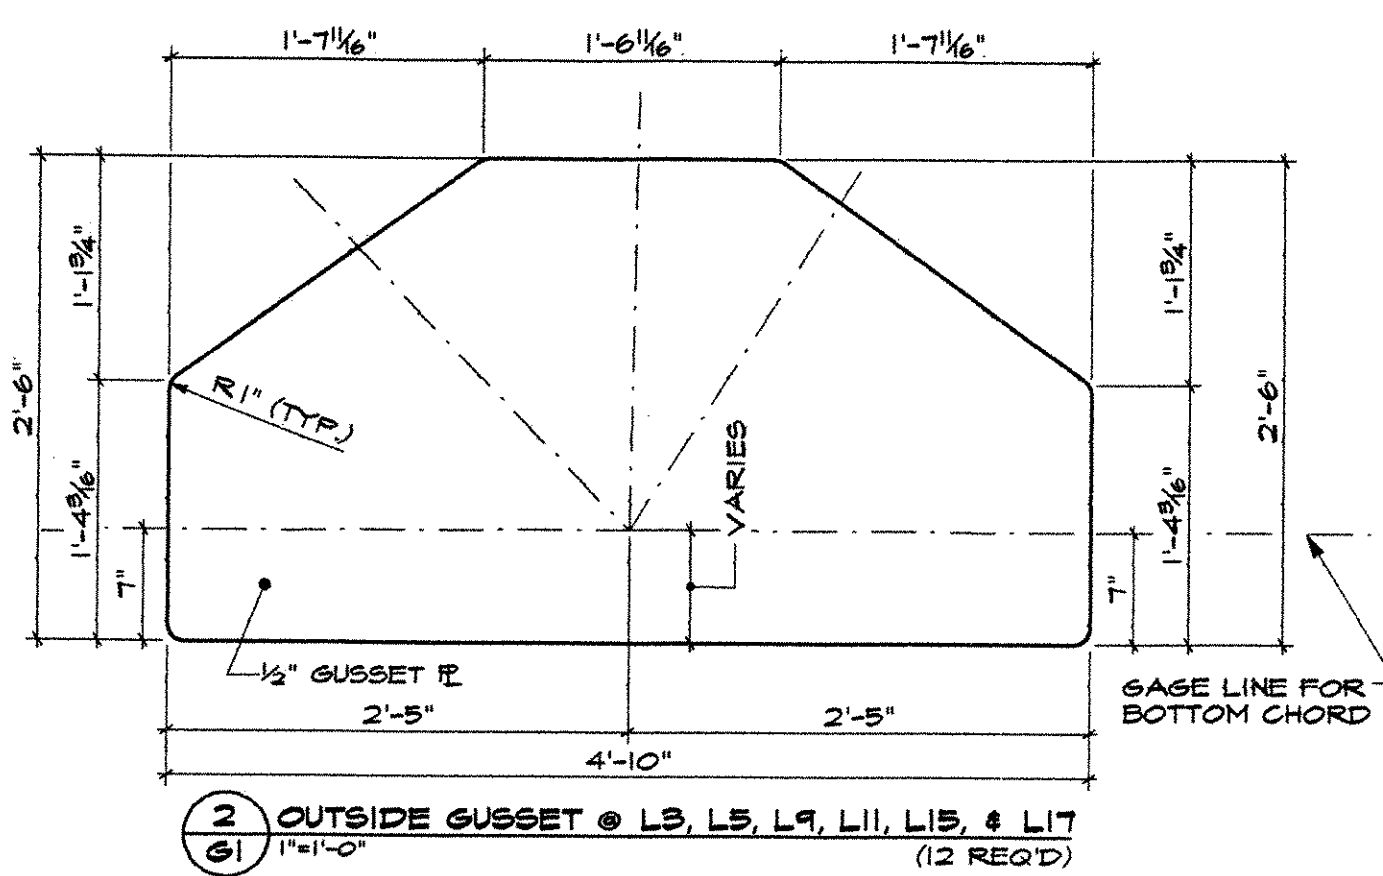 1'-7 11/16"
1'-6 11/16"
1'-7 11/16"
1'-1 3/4"
2'-6"
1'-4 3/16"
7"
R 1" (TYP.)
VARIES
1'-1 3/4"
2'-6"
1'-4 3/16"
7"
1/2" GUSSET PL
GAGE LINE FOR
BOTTOM CHORD
2'-5"
2'-5"
4'-10"
2
G1
OUTSIDE GUSSET @ L3, L5, L9, L11, L15, & L17
1"=1'-0"
(12 REQ'D)